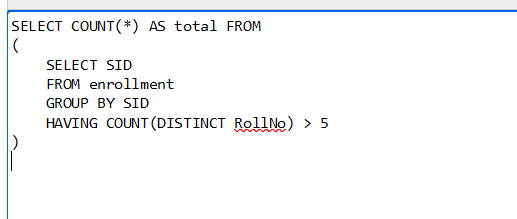 SELECT COUNT(*) AS total FROM
(
    SELECT SID
    FROM enrollment
    GROUP BY SID
    HAVING COUNT(DISTINCT RollNo) > 5
)